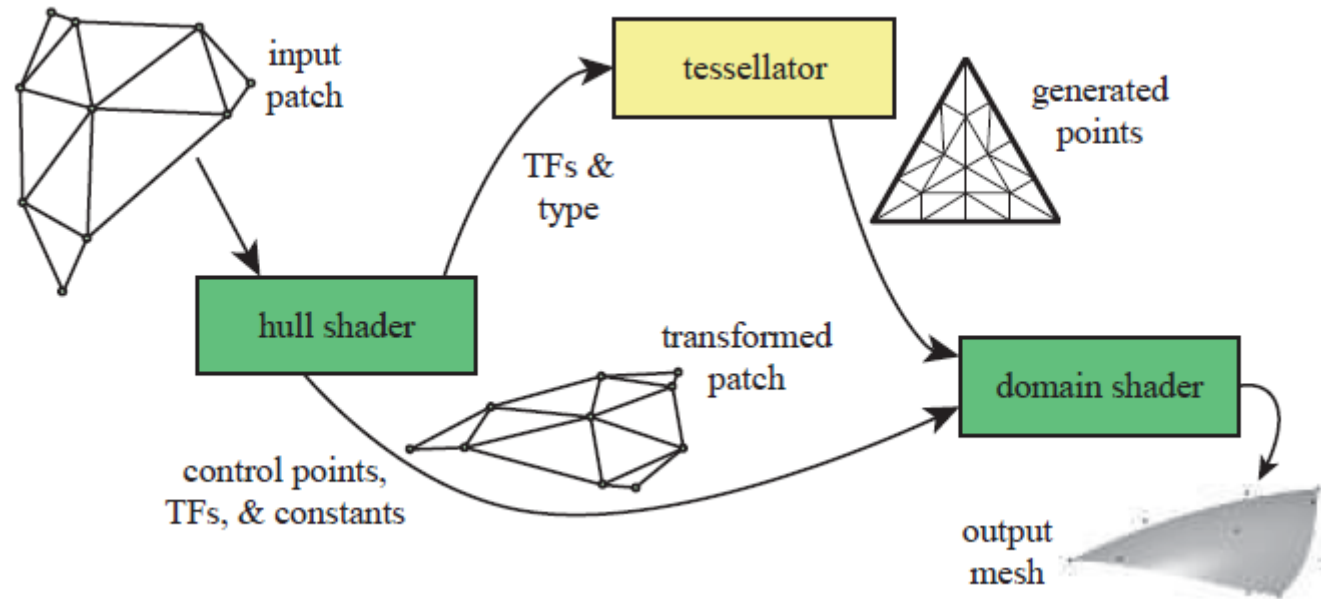 input
patch
tessellator
generated
points
TFs &
type
hull shader
transformed
patch
domain shader
control points,
TFs, & constants
output
mesh